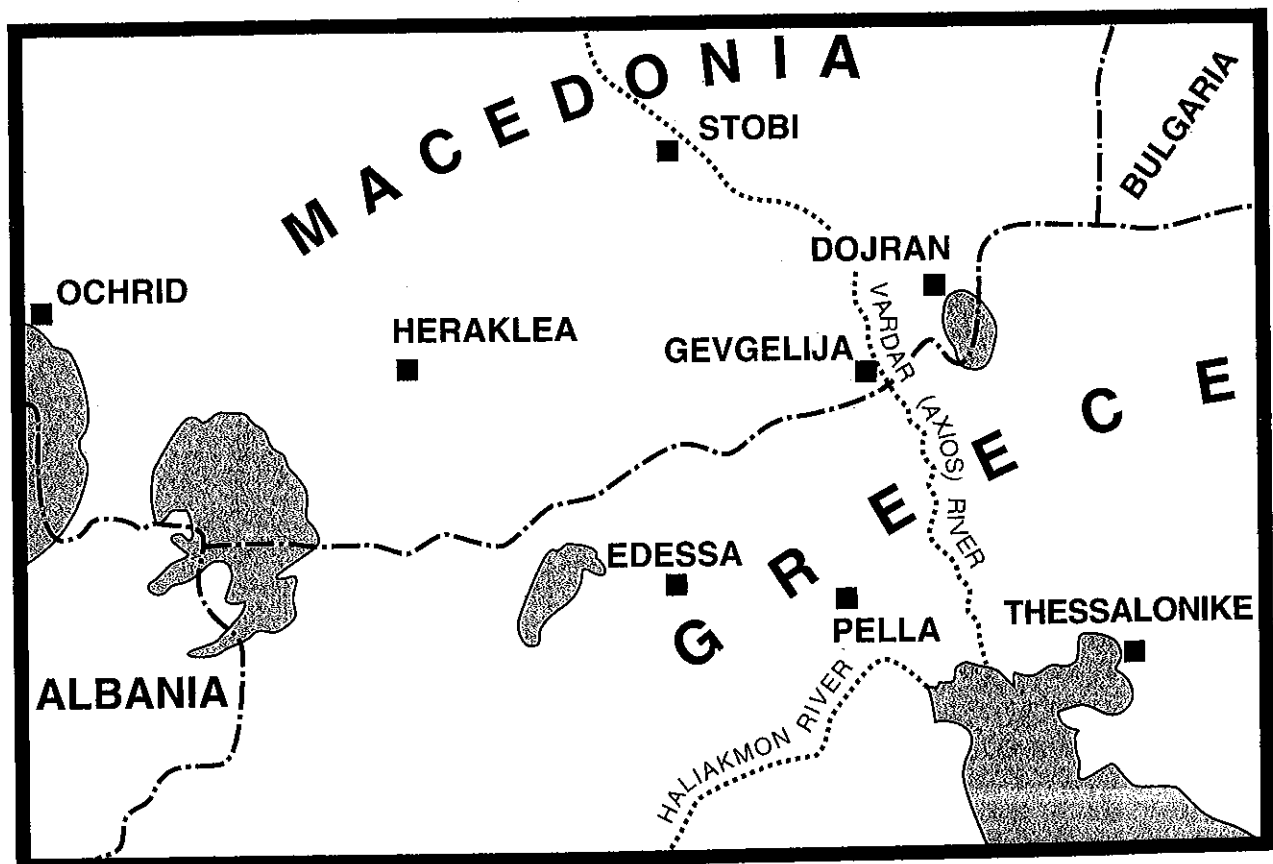 MACEDONIA
STOBI
BULGARIA
DOJRAN
OCHRID
HERAKLEA
GEVGELIJA
VARDAR (AXIOS) RIVER
GREECE
EDESSA
PELLA
THESSALONIKE
ALBANIA
HALIAKMON RIVER